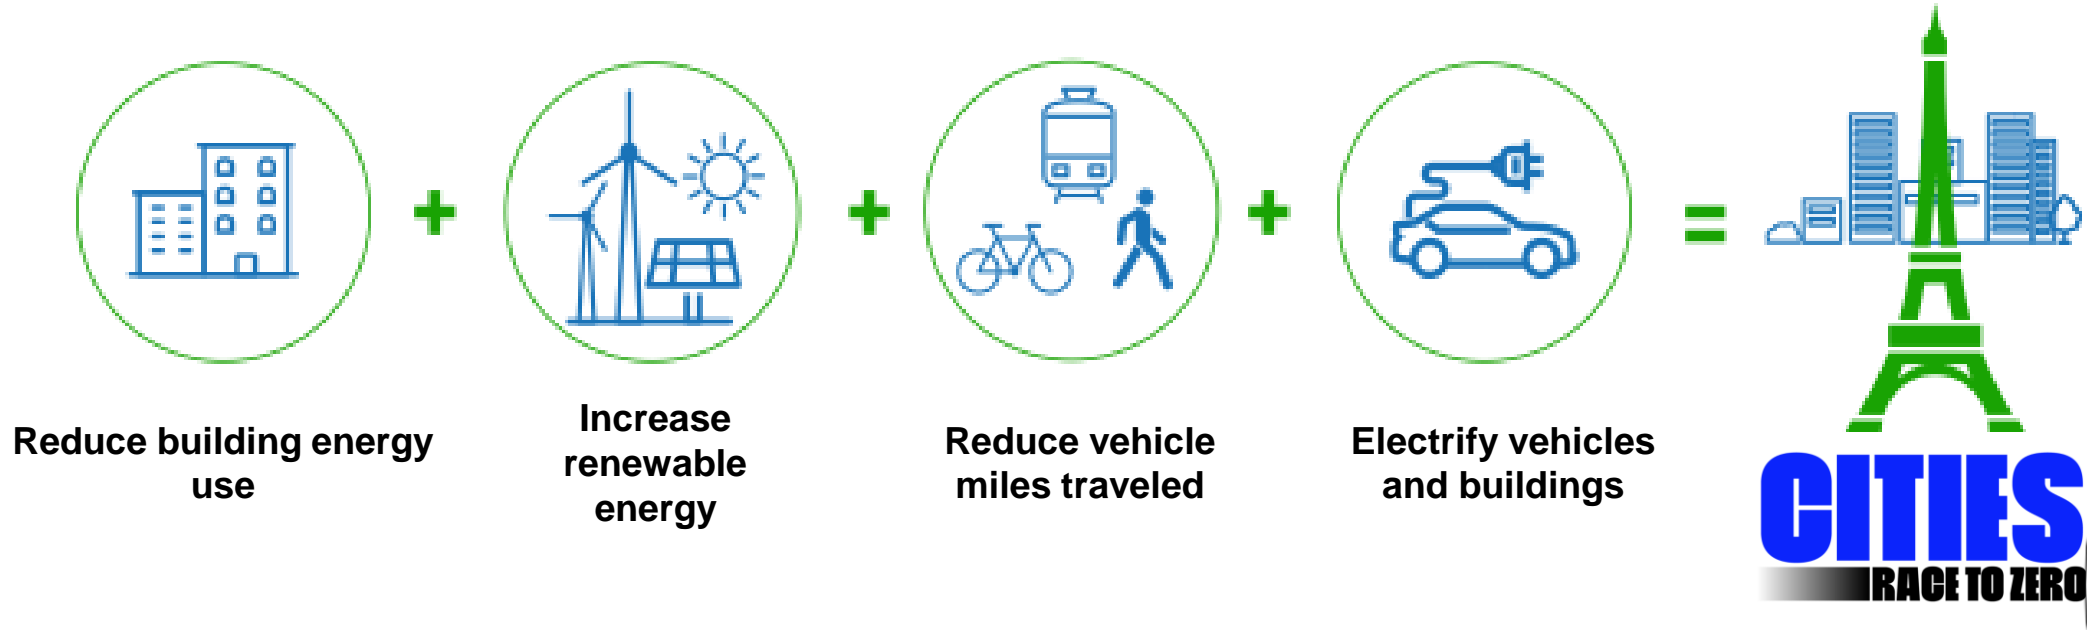 Reduce building energy
use
+
Increase
renewable
energy
+
Reduce vehicle
miles traveled
+
Electrify vehicles
and buildings
=
CITIES
RACE TO ZERO